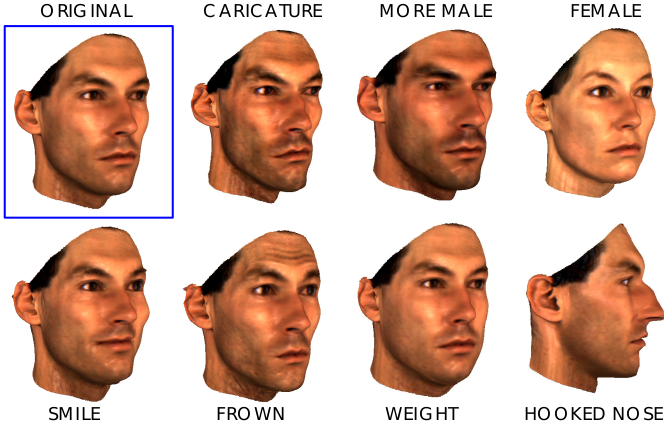 ORIGINAL
CARICATURE
MORE MALE
FEMALE
SMILE
FROWN
WEIGHT
HOOKED NOSE